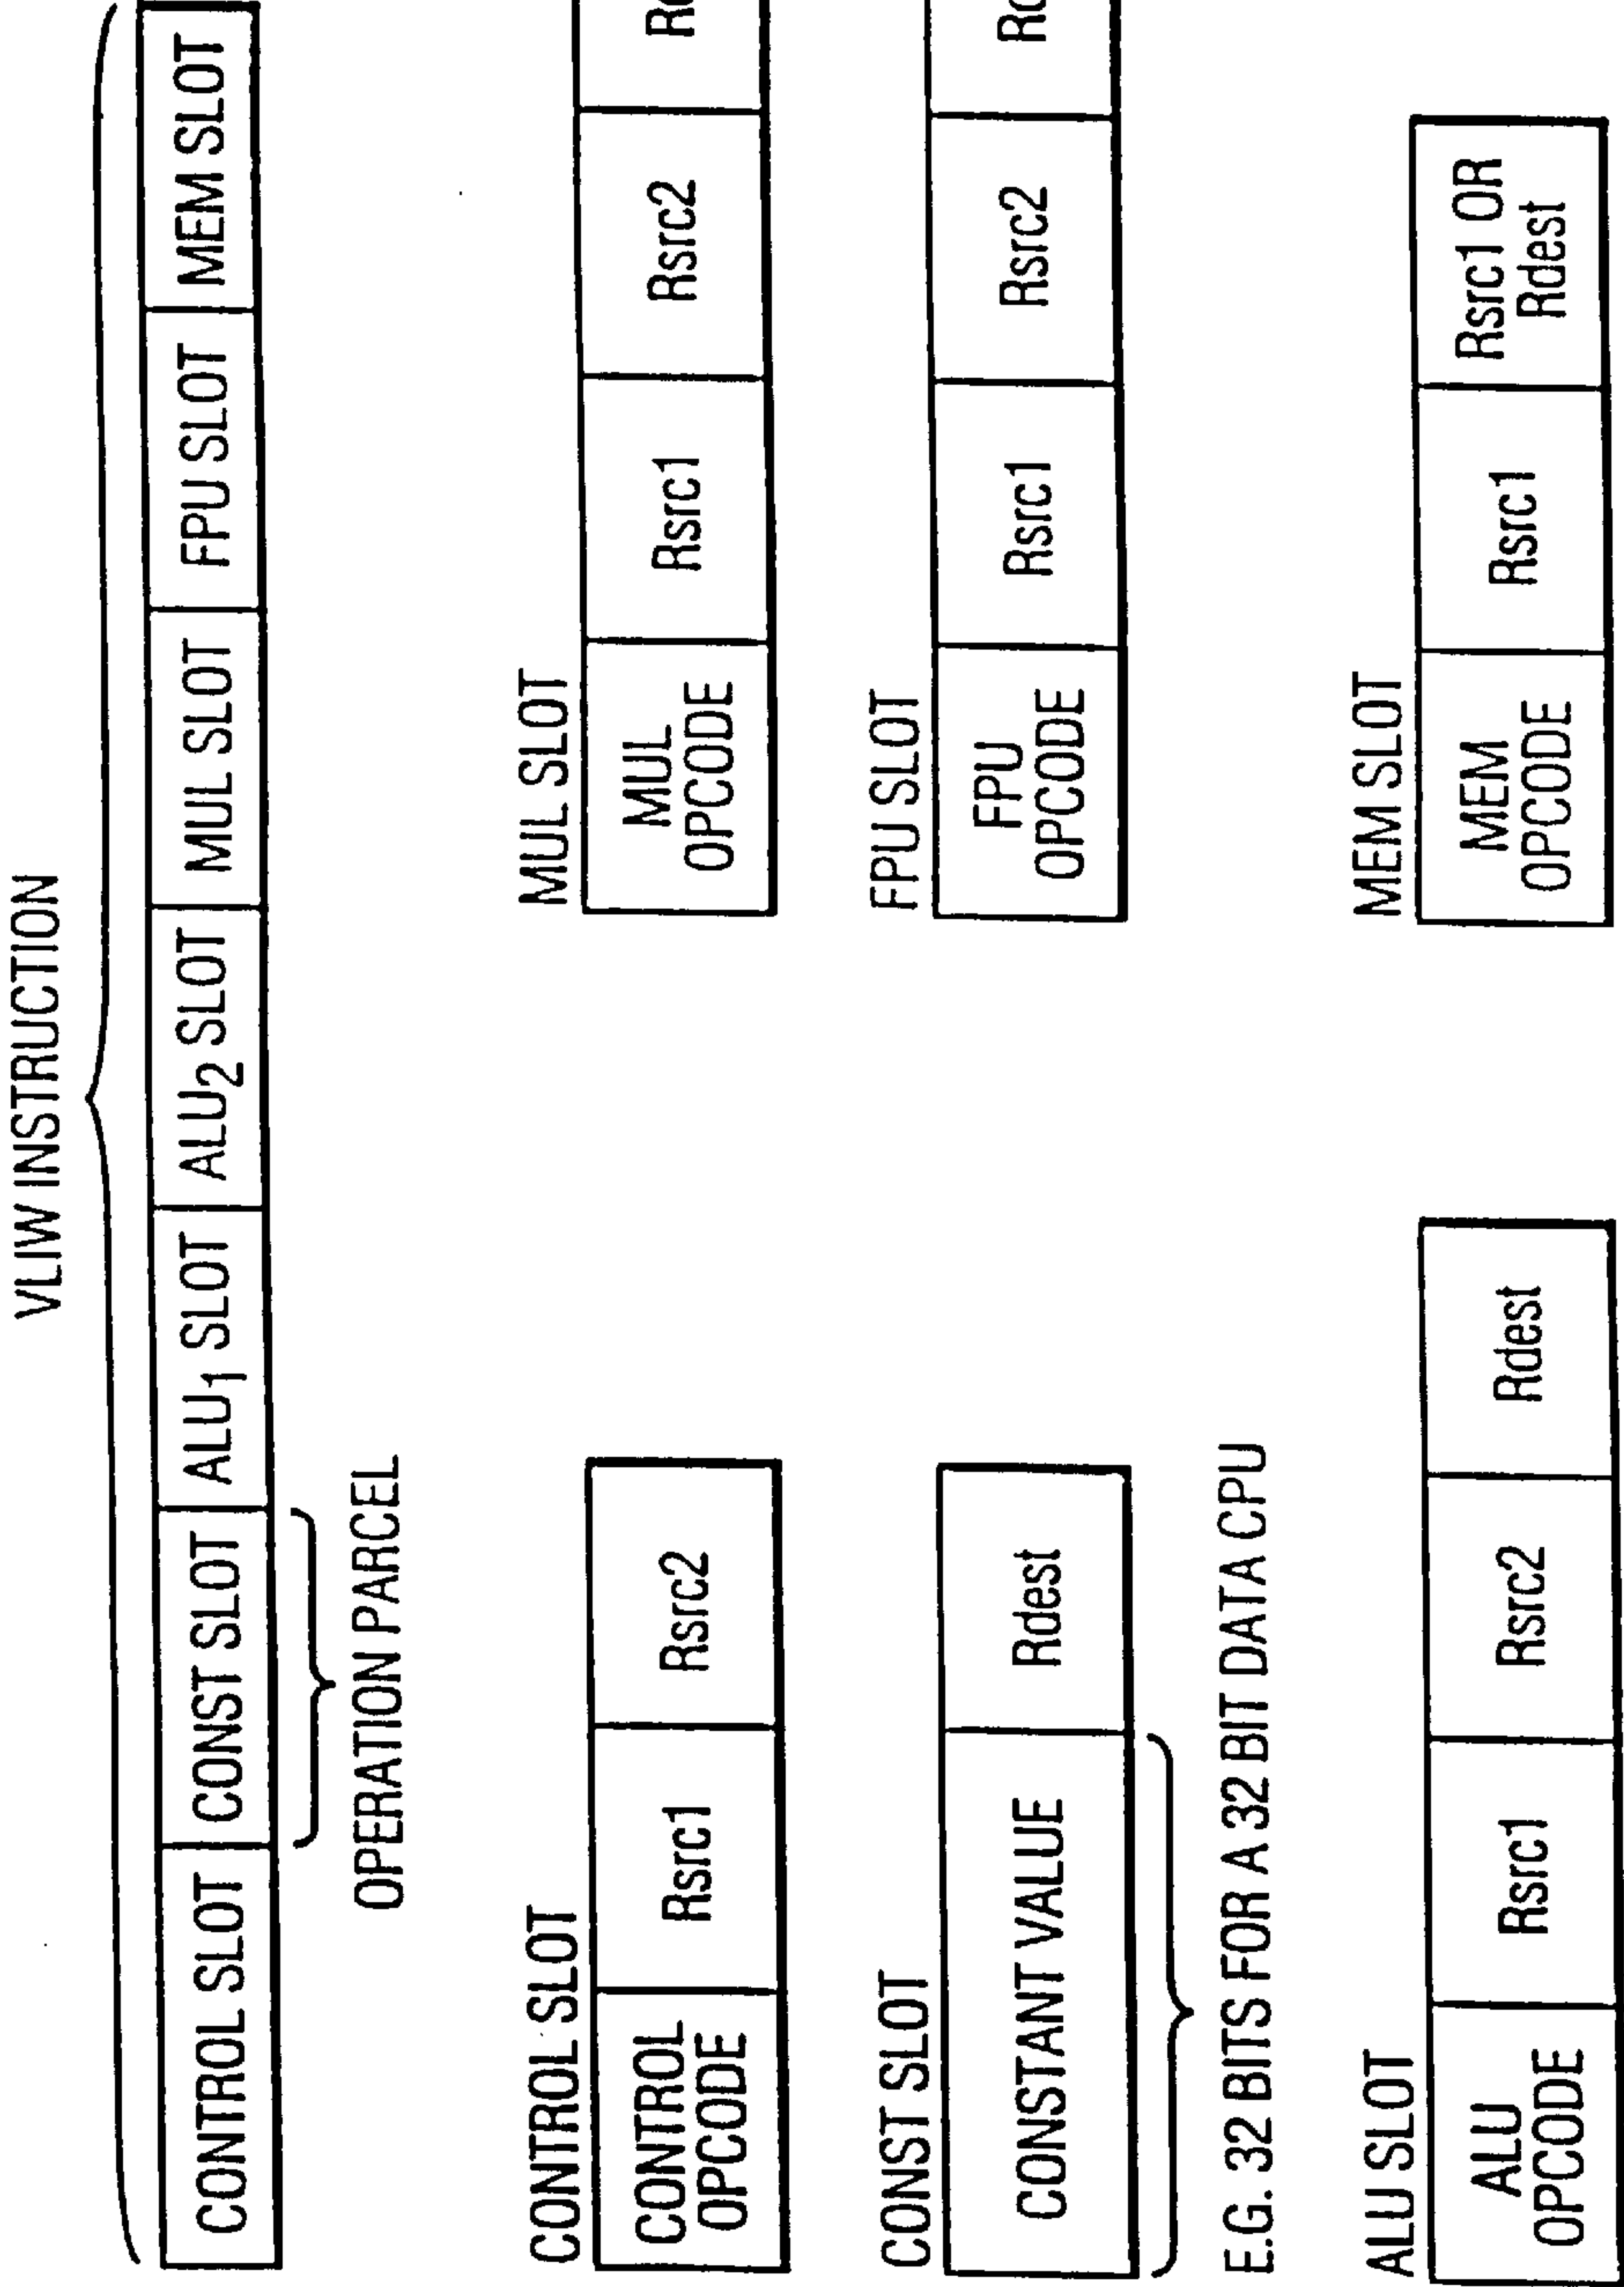 VLIW INSTRUCTION
CONTROL SLOT CONST SLOT ALU1 SLOT ALU2 SLOT MUL SLOT FPU SLOT MEM SLOT
OPERATION PARCEL
CONTROL SLOT
CONTROL
OPCODE
Rsrc1
Rsrc2
CONST SLOT
CONSTANT VALUE
Rdest
E.G. 32 BITS FOR A 32 BIT DATA CPU
ALU SLOT
ALU
OPCODE
Rsrc1
Rsrc2
Rdest
MUL SLOT
MUL
OPCODE
Rsrc1
Rsrc2
FPU SLOT
FPU
OPCODE
Rsrc1
Rsrc2
MEM SLOT
MEM
OPCODE
Rsrc1
Rsrc1 OR
Rdest